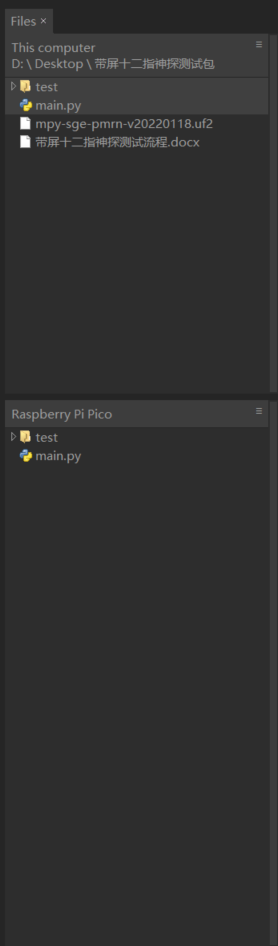 Files ×
This computer
D: \ Desktop \ 带屏十二指神探测试包
test
main.py
mpy-sge-pmrn-v20220118.uf2
带屏十二指神探测试流程.docx
Raspberry Pi Pico
test
main.py